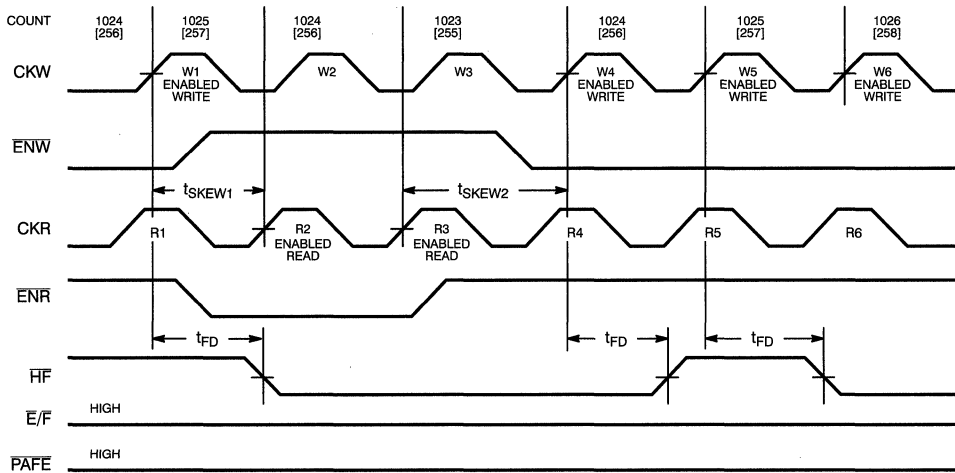 COUNT 1024 1025 1024 1023 1024 1025 1026
[256] [257] [256] [255] [256] [257] [258]
CKW W1 W2 W3 W4 W5 W6
ENABLED ENABLED ENABLED ENABLED
WRITE WRITE WRITE WRITE
ENW
tSKEW1 tSKEW2
CKR R1 R2 R3 R4 R5 R6
ENABLED ENABLED
READ READ
ENR
tFD tFD tFD
HF
HIGH
E/F
HIGH
PAFE